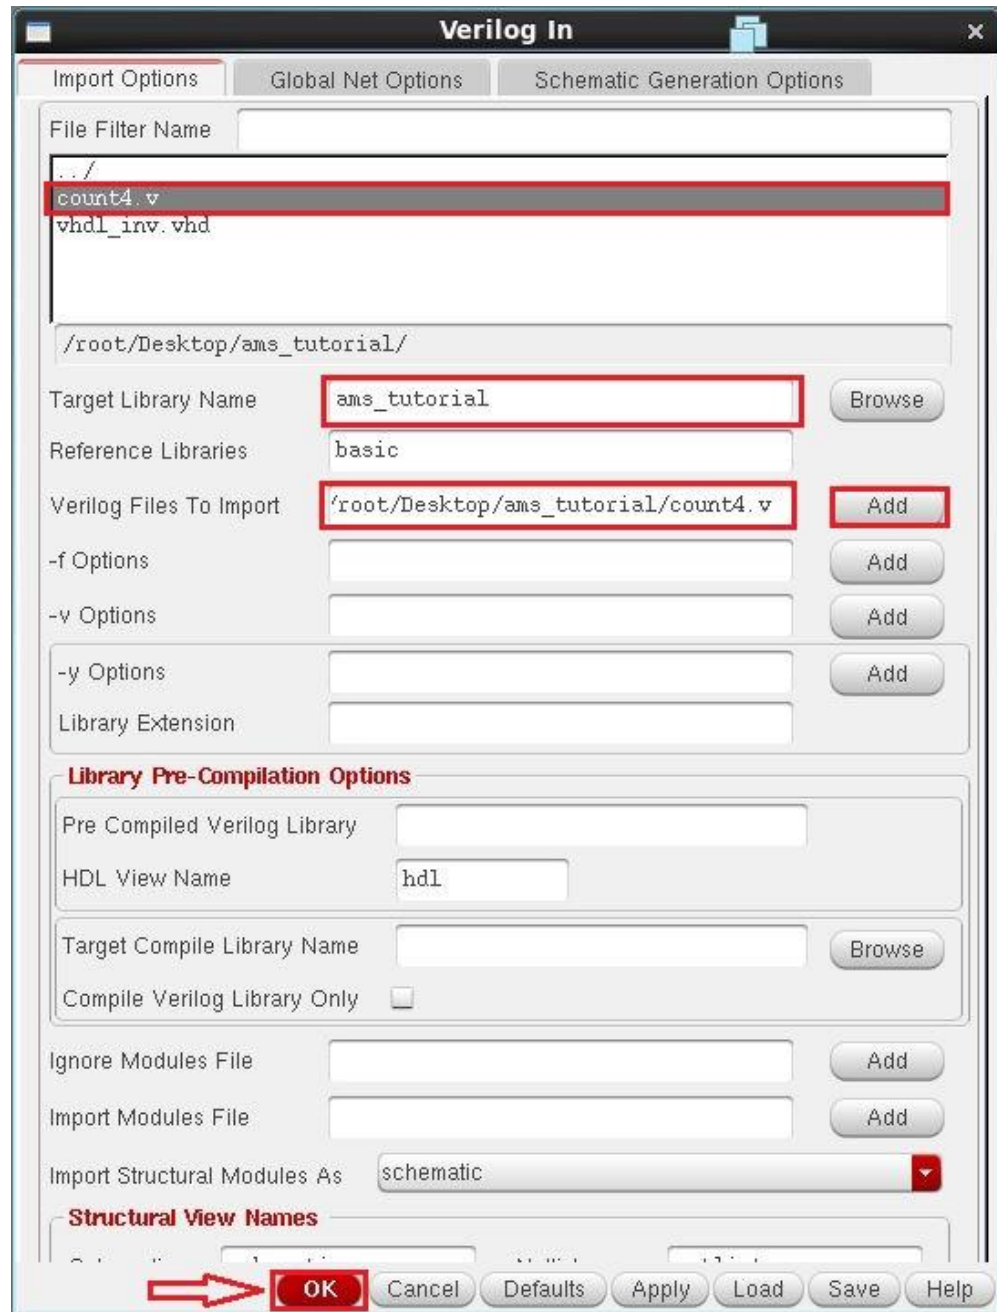 Verilog In
Import Options Global Net Options Schematic Generation Options
File Filter Name
../
count4.v
vhdl_inv.vhd
/root/Desktop/ams_tutorial/
Target Library Name ams_tutorial Browse
Reference Libraries basic
Verilog Files To Import /root/Desktop/ams_tutorial/count4.v Add
-f Options Add
-v Options Add
-y Options Add
Library Extension
Library Pre-Compilation Options
Pre Compiled Verilog Library
HDL View Name hdl
Target Compile Library Name Browse
Compile Verilog Library Only
Ignore Modules File Add
Import Modules File Add
Import Structural Modules As schematic
Structural View Names
OK Cancel Defaults Apply Load Save Help